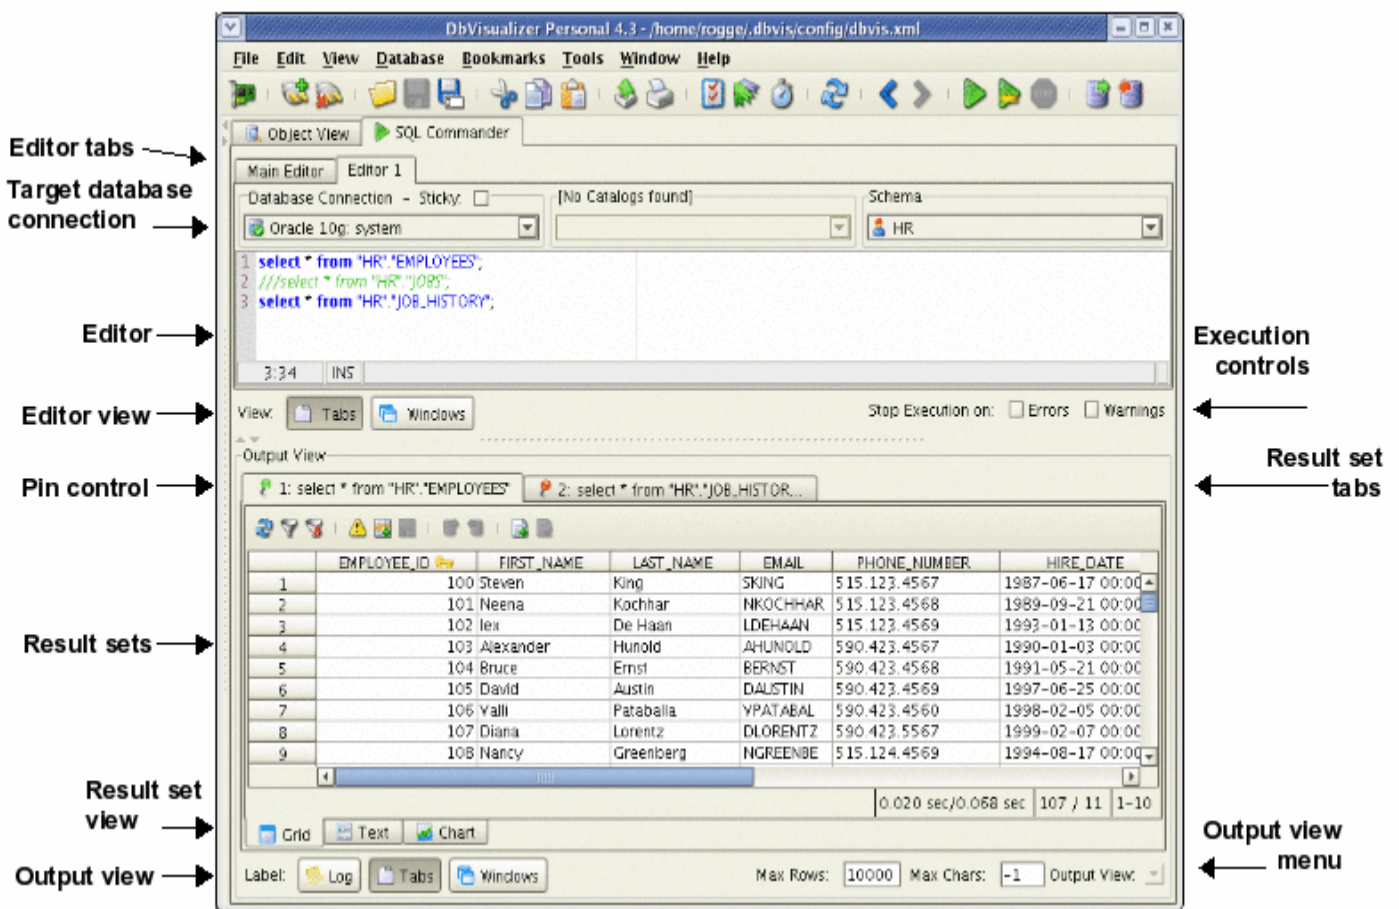 DbVisualizer Personal 4.3 - /home/rogge/.dbvis/config/dbvis.xml
File Edit View Database Bookmarks Tools Window Help
Object View SQL Commander
Editor tabs
Main Editor Editor 1
Target database
connection
Database Connection - Sticky: [No Catalogs found] Schema
Oracle 10g: system HR
1 select * from "HR"."EMPLOYEES";
2 ///select * from "HR"."JOBS";
3 select * from "HR"."JOB_HISTORY";
Editor
3:34 INS
Execution
controls
Editor view
View: Tabs Windows Stop Execution on: Errors Warnings
Output View
Result set
tabs
Pin control
1: select * from "HR"."EMPLOYEES" 2: select * from "HR"."JOB_HISTOR...
EMPLOYEE_ID FIRST_NAME LAST_NAME EMAIL PHONE_NUMBER HIRE_DATE
1 100 Steven King SKING 515.123.4567 1987-06-17 00:00
2 101 Neena Kochhar NKOCHHAR 515.123.4568 1989-09-21 00:00
3 102 lex De Haan LDEHAAN 515.123.4569 1993-01-13 00:00
4 103 Alexander Hunold AHUNOLD 590.423.4567 1990-01-03 00:00
5 104 Bruce Ernst BERNST 590.423.4568 1991-05-21 00:00
6 105 David Austin DAUSTIN 590.423.4569 1997-06-25 00:00
7 106 Valli Pataballa VPATABAL 590.423.4560 1998-02-05 00:00
8 107 Diana Lorentz DLORENTZ 590.423.5567 1999-02-07 00:00
9 108 Nancy Greenberg NGREENBE 515.124.4569 1994-08-17 00:00
Result sets
0.020 sec/0.068 sec 107 / 11 1-10
Result set
view
Grid Text Chart
Output view
menu
Output view
Label: Log Tabs Windows Max Rows: 10000 Max Chars: -1 Output View: